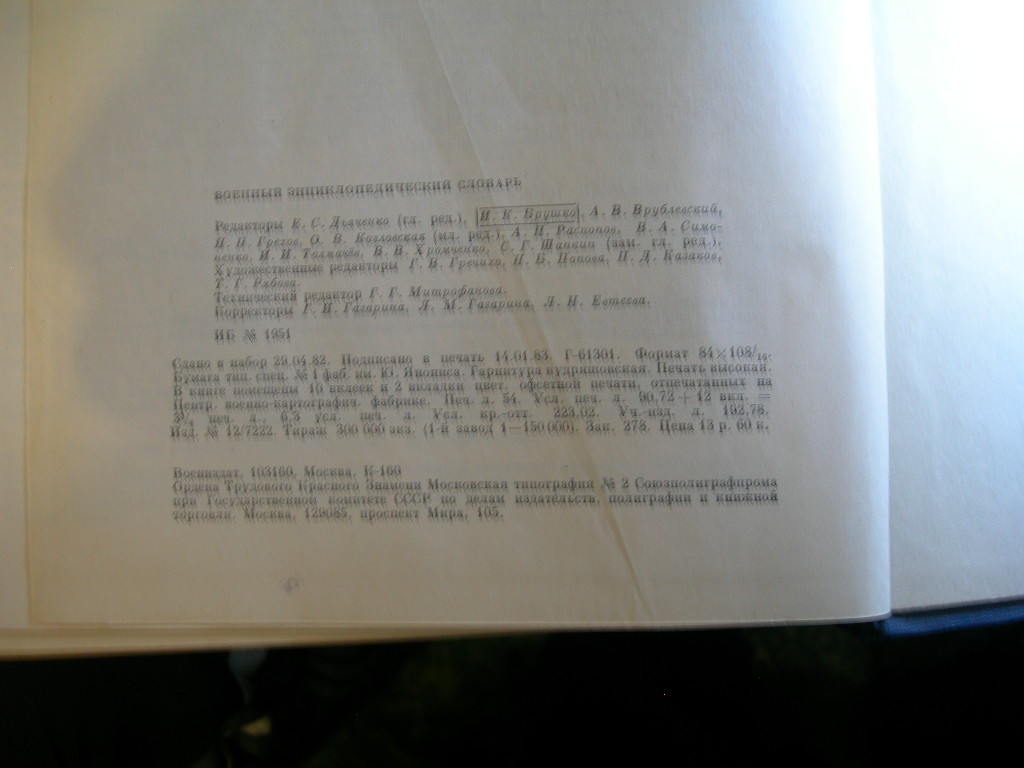 ВОЕННЫЙ ЭНЦИКЛОПЕДИЧЕСКИЙ СЛОВАРЬ
Редакторы Е. С. Дьяченко (гл. ред.), И. К. Брушко, А. В. Врублевский,
И. П. Грехов, О. В. Козловская (мл. ред.), А. И. Распопов, В. А. Симо-
ненко, И. И. Толмачёв, В. В. Хромченко, С. Г. Шапкин (зам. гл. ред.).
Художественные редакторы Г. В. Гречихо, Н. Б. Попова, П. Д. Казаков,
Т. Г. Рябова.
Технический редактор Г. Г. Митрофанова.
Корректоры Г. И. Гагарина, Л. М. Гагарина, Л. Н. Евтеева.
ИБ № 1951
Сдано в набор 29.04.82. Подписано в печать 14.01.83. Г-61301. Формат 84×108/16.
Бумага тип. спец. № 1 фаб. им. Ю. Янониса. Гарнитура кудряшовская. Печать высокая.
В книге помещены 10 вклеек и 2 вкладки цвет. офсетной печати, отпечатанных на
Центр. военно-картографич. фабрике. Печ. л. 54. Усл. печ. л. 90,72 + 12 вкл. =
3¾ печ. л., 6,3 усл. печ. л. Усл. кр.-отт. 223,02. Уч.-изд. л. 192,78.
Изд. № 12/7222. Тираж 300 000 экз. (1-й завод 1—150 000). Зак. 278. Цена 13 р. 60 к.
Воениздат, 103160, Москва, К-160
Ордена Трудового Красного Знамени Московская типография № 2 Союзполиграфпрома
при Государственном комитете СССР по делам издательств, полиграфии и книжной
торговли. Москва, 129085, проспект Мира, 105.